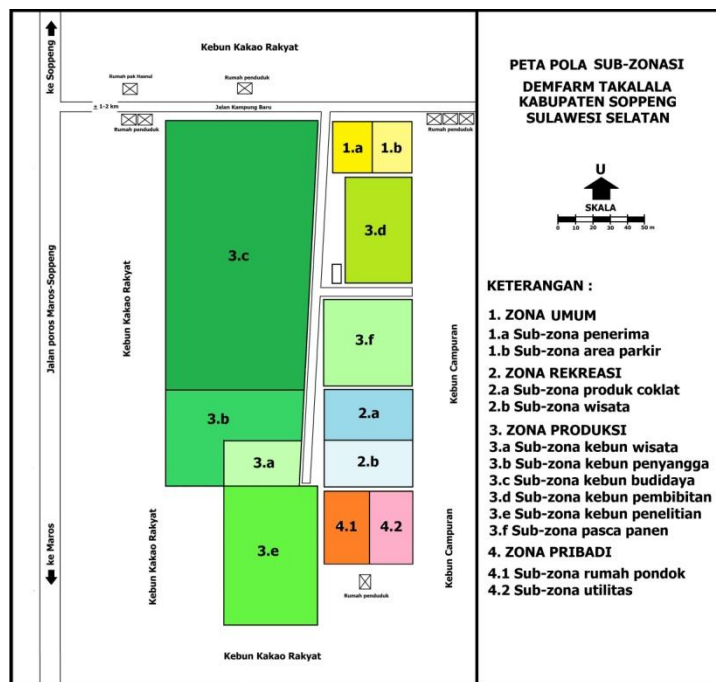 Kebun Kakao Rakyat
ke Soppeng
Rumah pak Hasnul
Rumah penduduk
± 1-2 km
Jalan Kampung Baru
Rumah penduduk
Rumah penduduk
1.a
1.b
3.d
3.c
Kebun Kakao Rakyat
Jalan poros Maros-Soppeng
3.f
Kebun Campuran
3.b
2.a
3.a
2.b
4.1
4.2
3.e
Kebun Kakao Rakyat
Kebun Campuran
ke Maros
Rumah penduduk
Kebun Kakao Rakyat
PETA POLA SUB-ZONASI
DEMFARM TAKALALA
KABUPATEN SOPPENG
SULAWESI SELATAN
U
SKALA
0 10 20 30 40 50 m
KETERANGAN :
1. ZONA UMUM
1.a Sub-zona penerima
1.b Sub-zona area parkir
2. ZONA REKREASI
2.a Sub-zona produk coklat
2.b Sub-zona wisata
3. ZONA PRODUKSI
3.a Sub-zona kebun wisata
3.b Sub-zona kebun penyangga
3.c Sub-zona kebun budidaya
3.d Sub-zona kebun pembibitan
3.e Sub-zona kebun penelitian
3.f Sub-zona pasca panen
4. ZONA PRIBADI
4.1 Sub-zona rumah pondok
4.2 Sub-zona utilitas